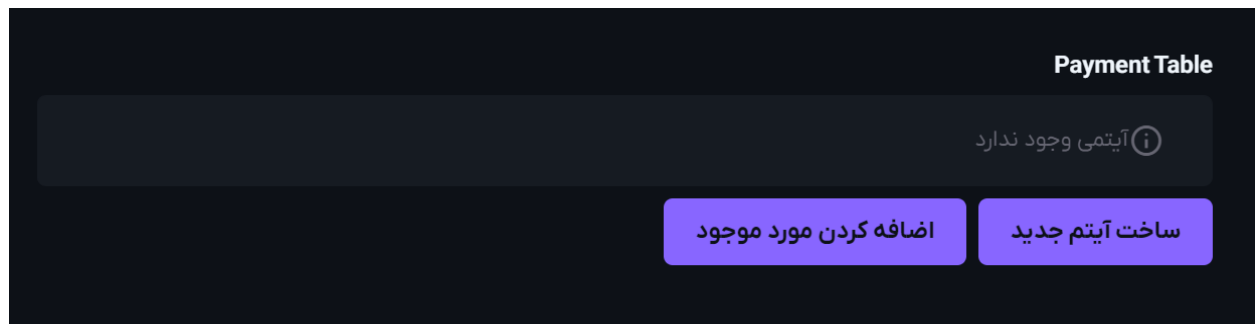 Payment Table
آیتمی وجود ندارد
ساخت آیتم جدید
اضافه کردن مورد موجود